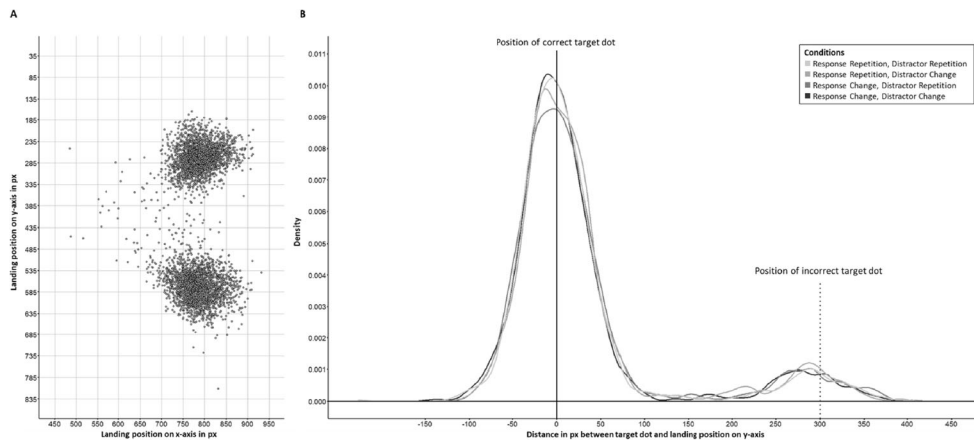 A
B
Landing position on y-axis in px
35
85
135
185
235
285
335
385
435
485
535
585
635
685
735
785
835
450 500 550 600 650 700 750 800 850 900 950
Landing position on x-axis in px
Position of correct target dot
Conditions
Response Repetition, Distractor Repetition
Response Repetition, Distractor Change
Response Change, Distractor Repetition
Response Change, Distractor Change
Position of incorrect target dot
Density
0.011
0.010
0.009
0.008
0.007
0.006
0.005
0.004
0.003
0.002
0.001
0.000
-150 -100 -50 0 50 100 150 200 250 300 350 400 450
Distance in px between target dot and landing position on y-axis